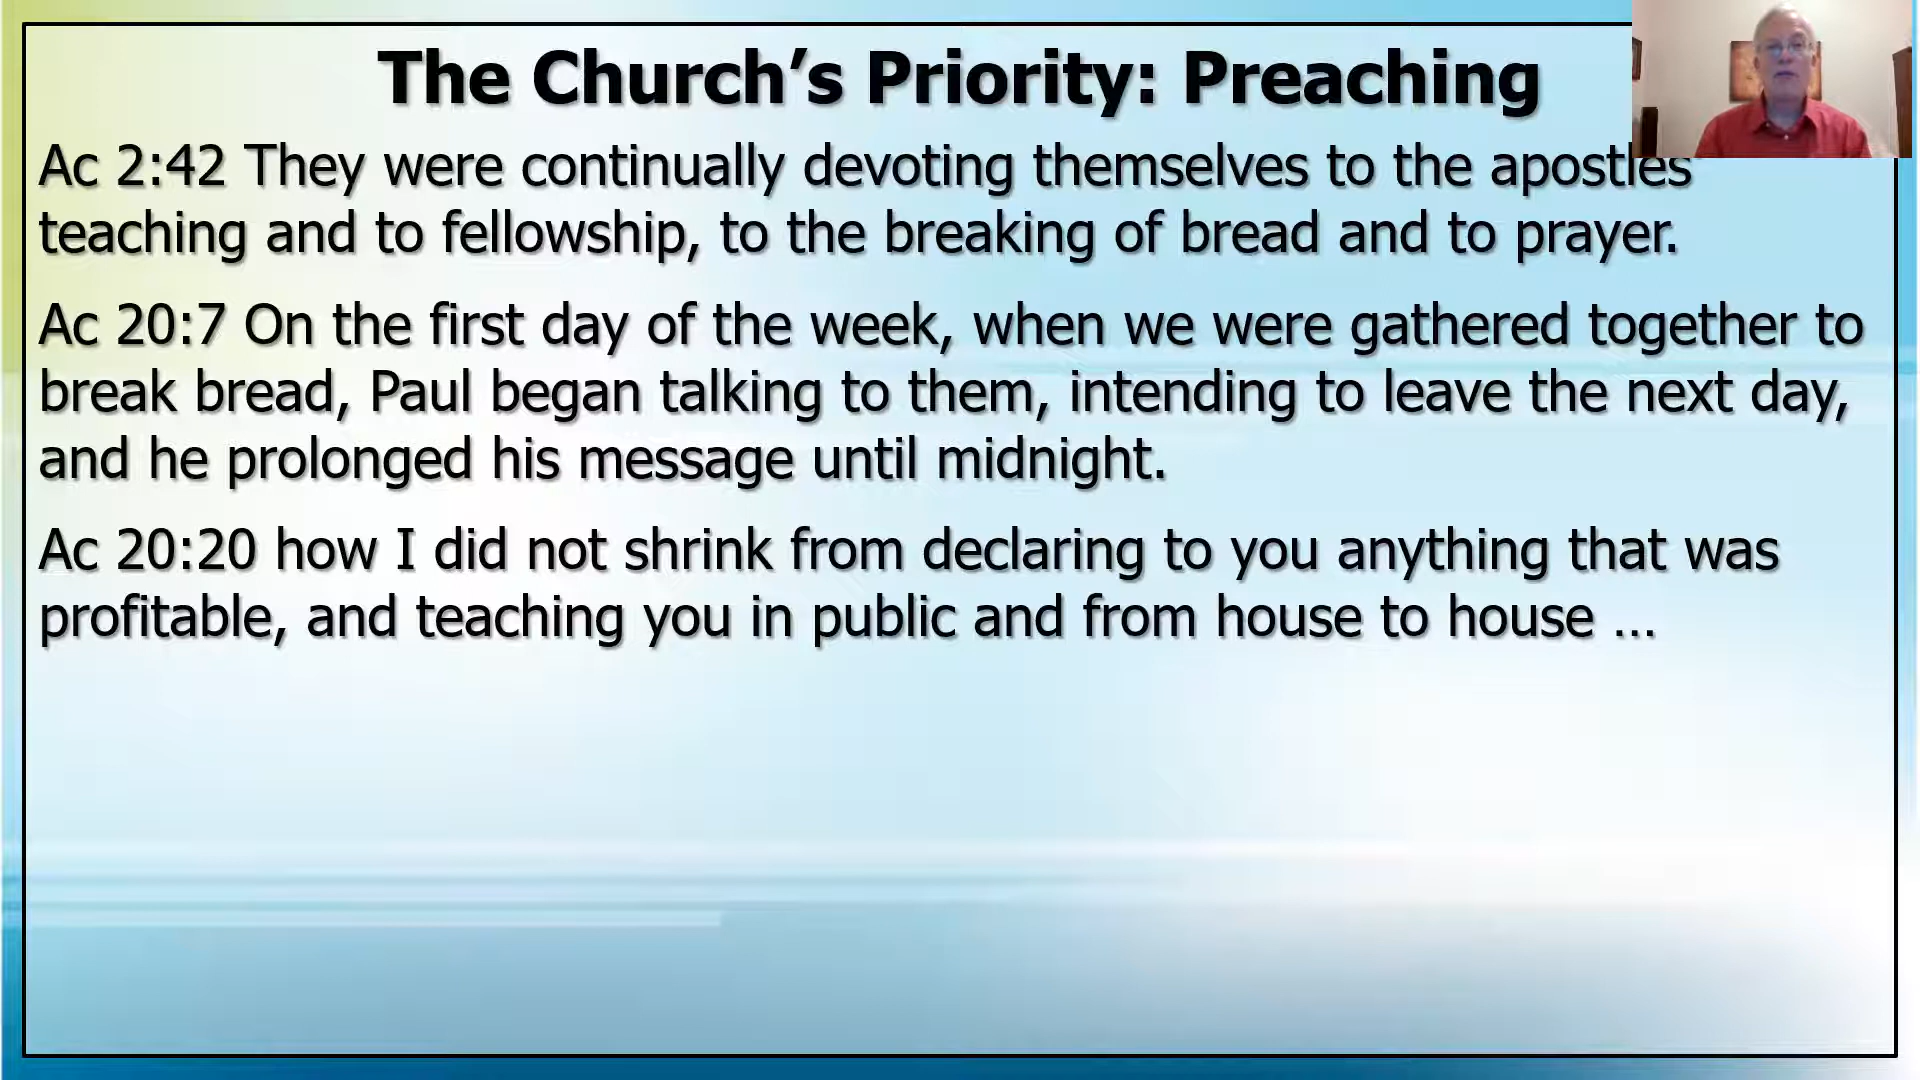 The Church’s Priority: Preaching
Ac 2:42 They were continually devoting themselves to the apostles
teaching and to fellowship, to the breaking of bread and to prayer.
Ac 20:7 On the first day of the week, when we were gathered together to
break bread, Paul began talking to them, intending to leave the next day,
and he prolonged his message until midnight.
Ac 20:20 how I did not shrink from declaring to you anything that was
profitable, and teaching you in public and from house to house …